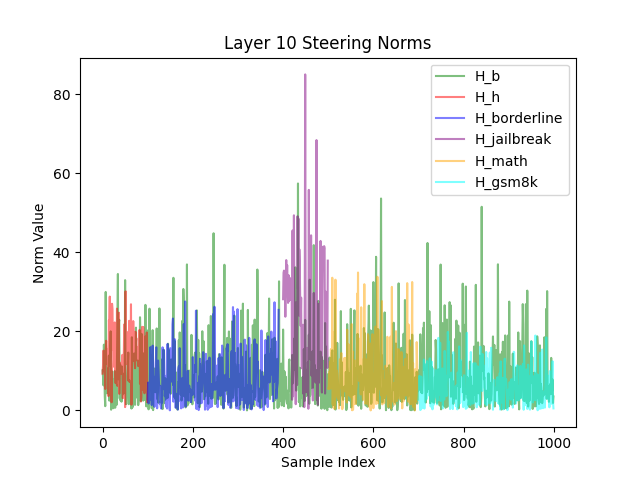 Layer 10 Steering Norms
H_b
H_h
H_borderline
H_jailbreak
H_math
H_gsm8k
Norm Value
80
60
40
20
0
0
200
400
600
800
1000
Sample Index